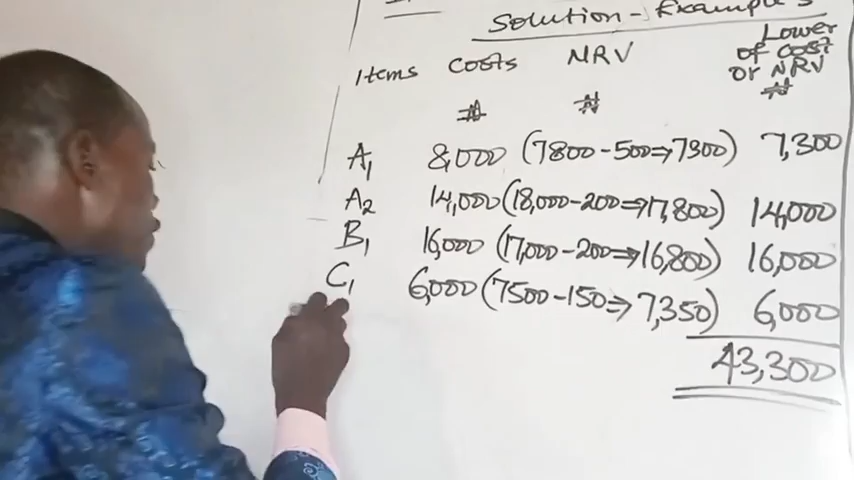 Solution - Example 3
Items Costs NRV Lower of Cost or NRV
₦ ₦ ₦
A₁ 8,000 (7800-500⇒7300) 7,300
A₂ 14,000 (18,000-200⇒17,800) 14,000
B₁ 16,000 (17,000-200⇒16,800) 16,000
C₁ 6,000 (7500-150⇒7,350) 6,000
43,300